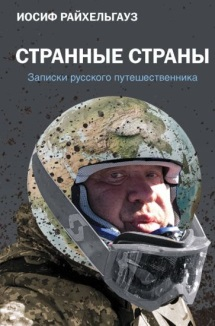 ИОСИФ РАЙХЕЛЬГАУЗ
СТРАННЫЕ СТРАНЫ
Записки русского путешественника